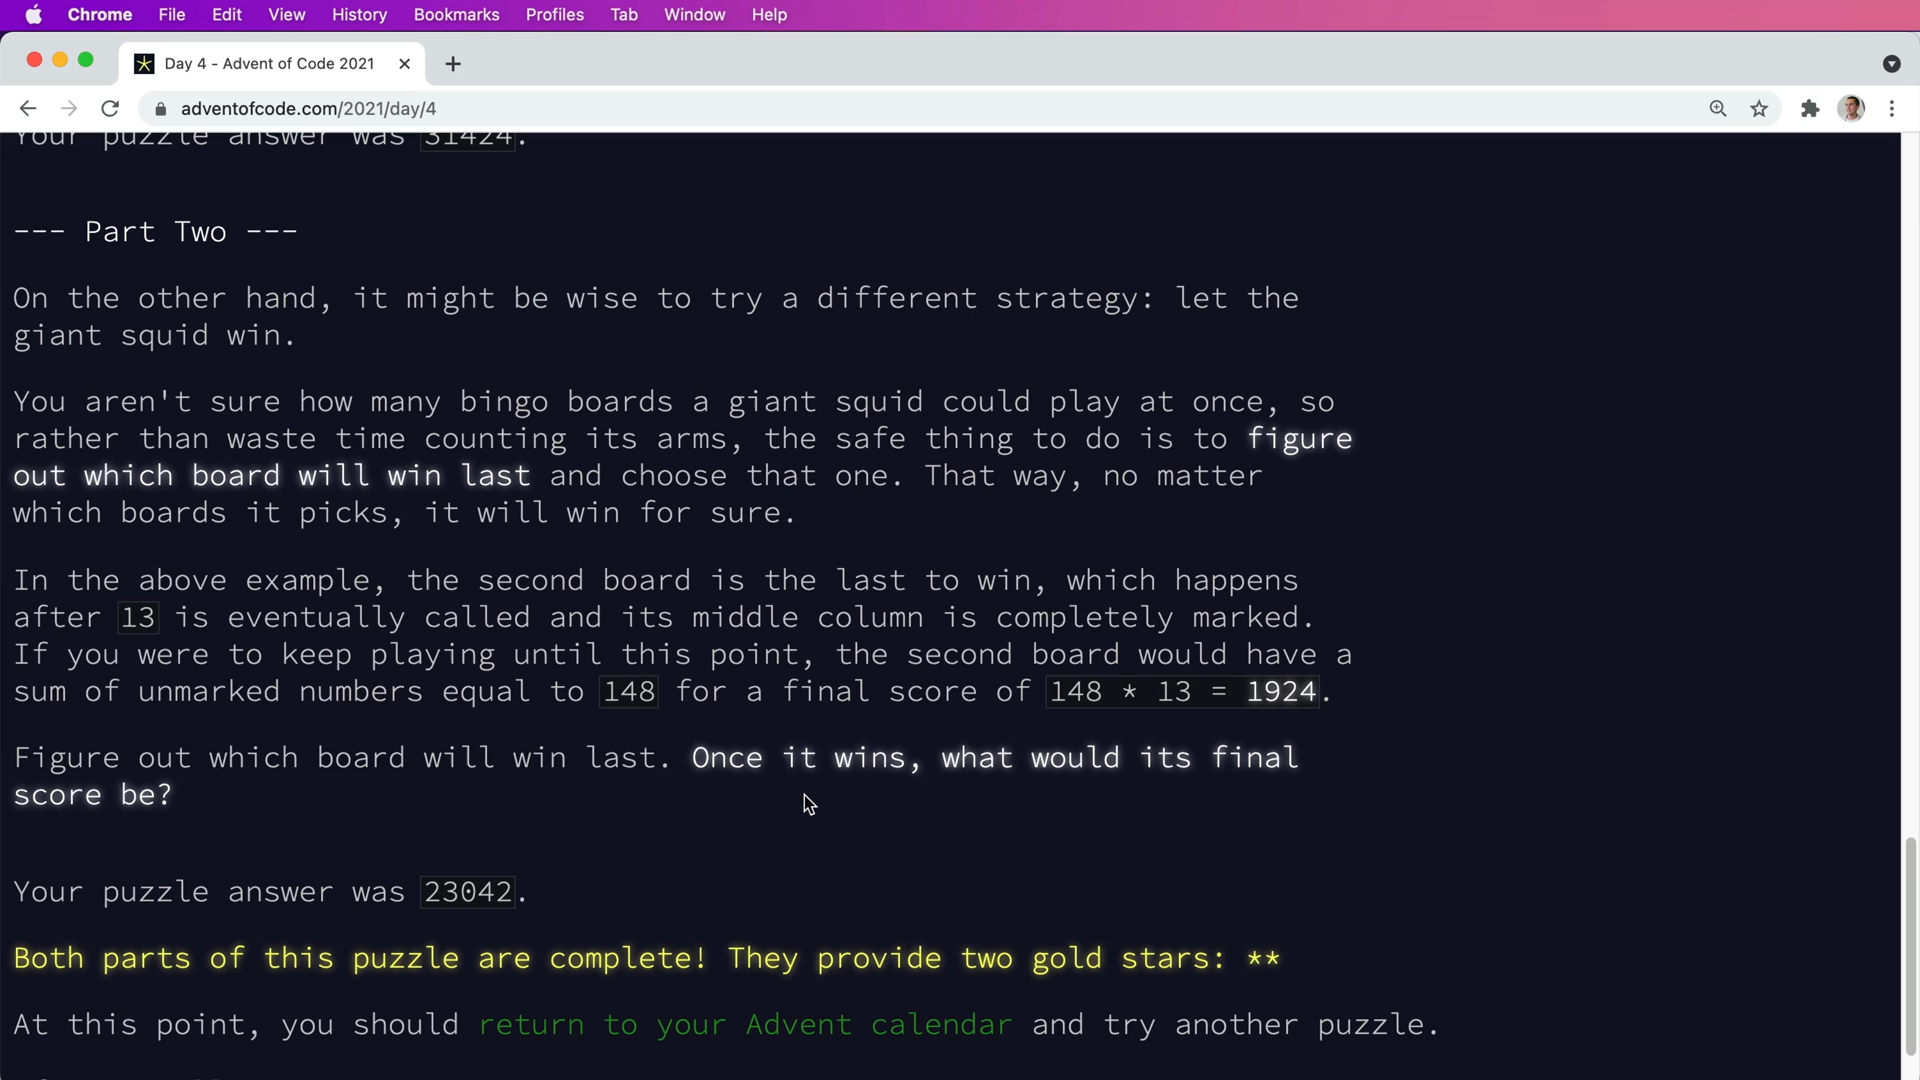 Chrome File Edit View History Bookmarks Profiles Tab Window Help
Day 4 - Advent of Code 2021
adventofcode.com/2021/day/4
Your puzzle answer was 31424.
--- Part Two ---
On the other hand, it might be wise to try a different strategy: let the
giant squid win.
You aren't sure how many bingo boards a giant squid could play at once, so
rather than waste time counting its arms, the safe thing to do is to figure
out which board will win last and choose that one. That way, no matter
which boards it picks, it will win for sure.
In the above example, the second board is the last to win, which happens
after 13 is eventually called and its middle column is completely marked.
If you were to keep playing until this point, the second board would have a
sum of unmarked numbers equal to 148 for a final score of 148 * 13 = 1924.
Figure out which board will win last. Once it wins, what would its final
score be?
Your puzzle answer was 23042.
Both parts of this puzzle are complete! They provide two gold stars: **
At this point, you should return to your Advent calendar and try another puzzle.